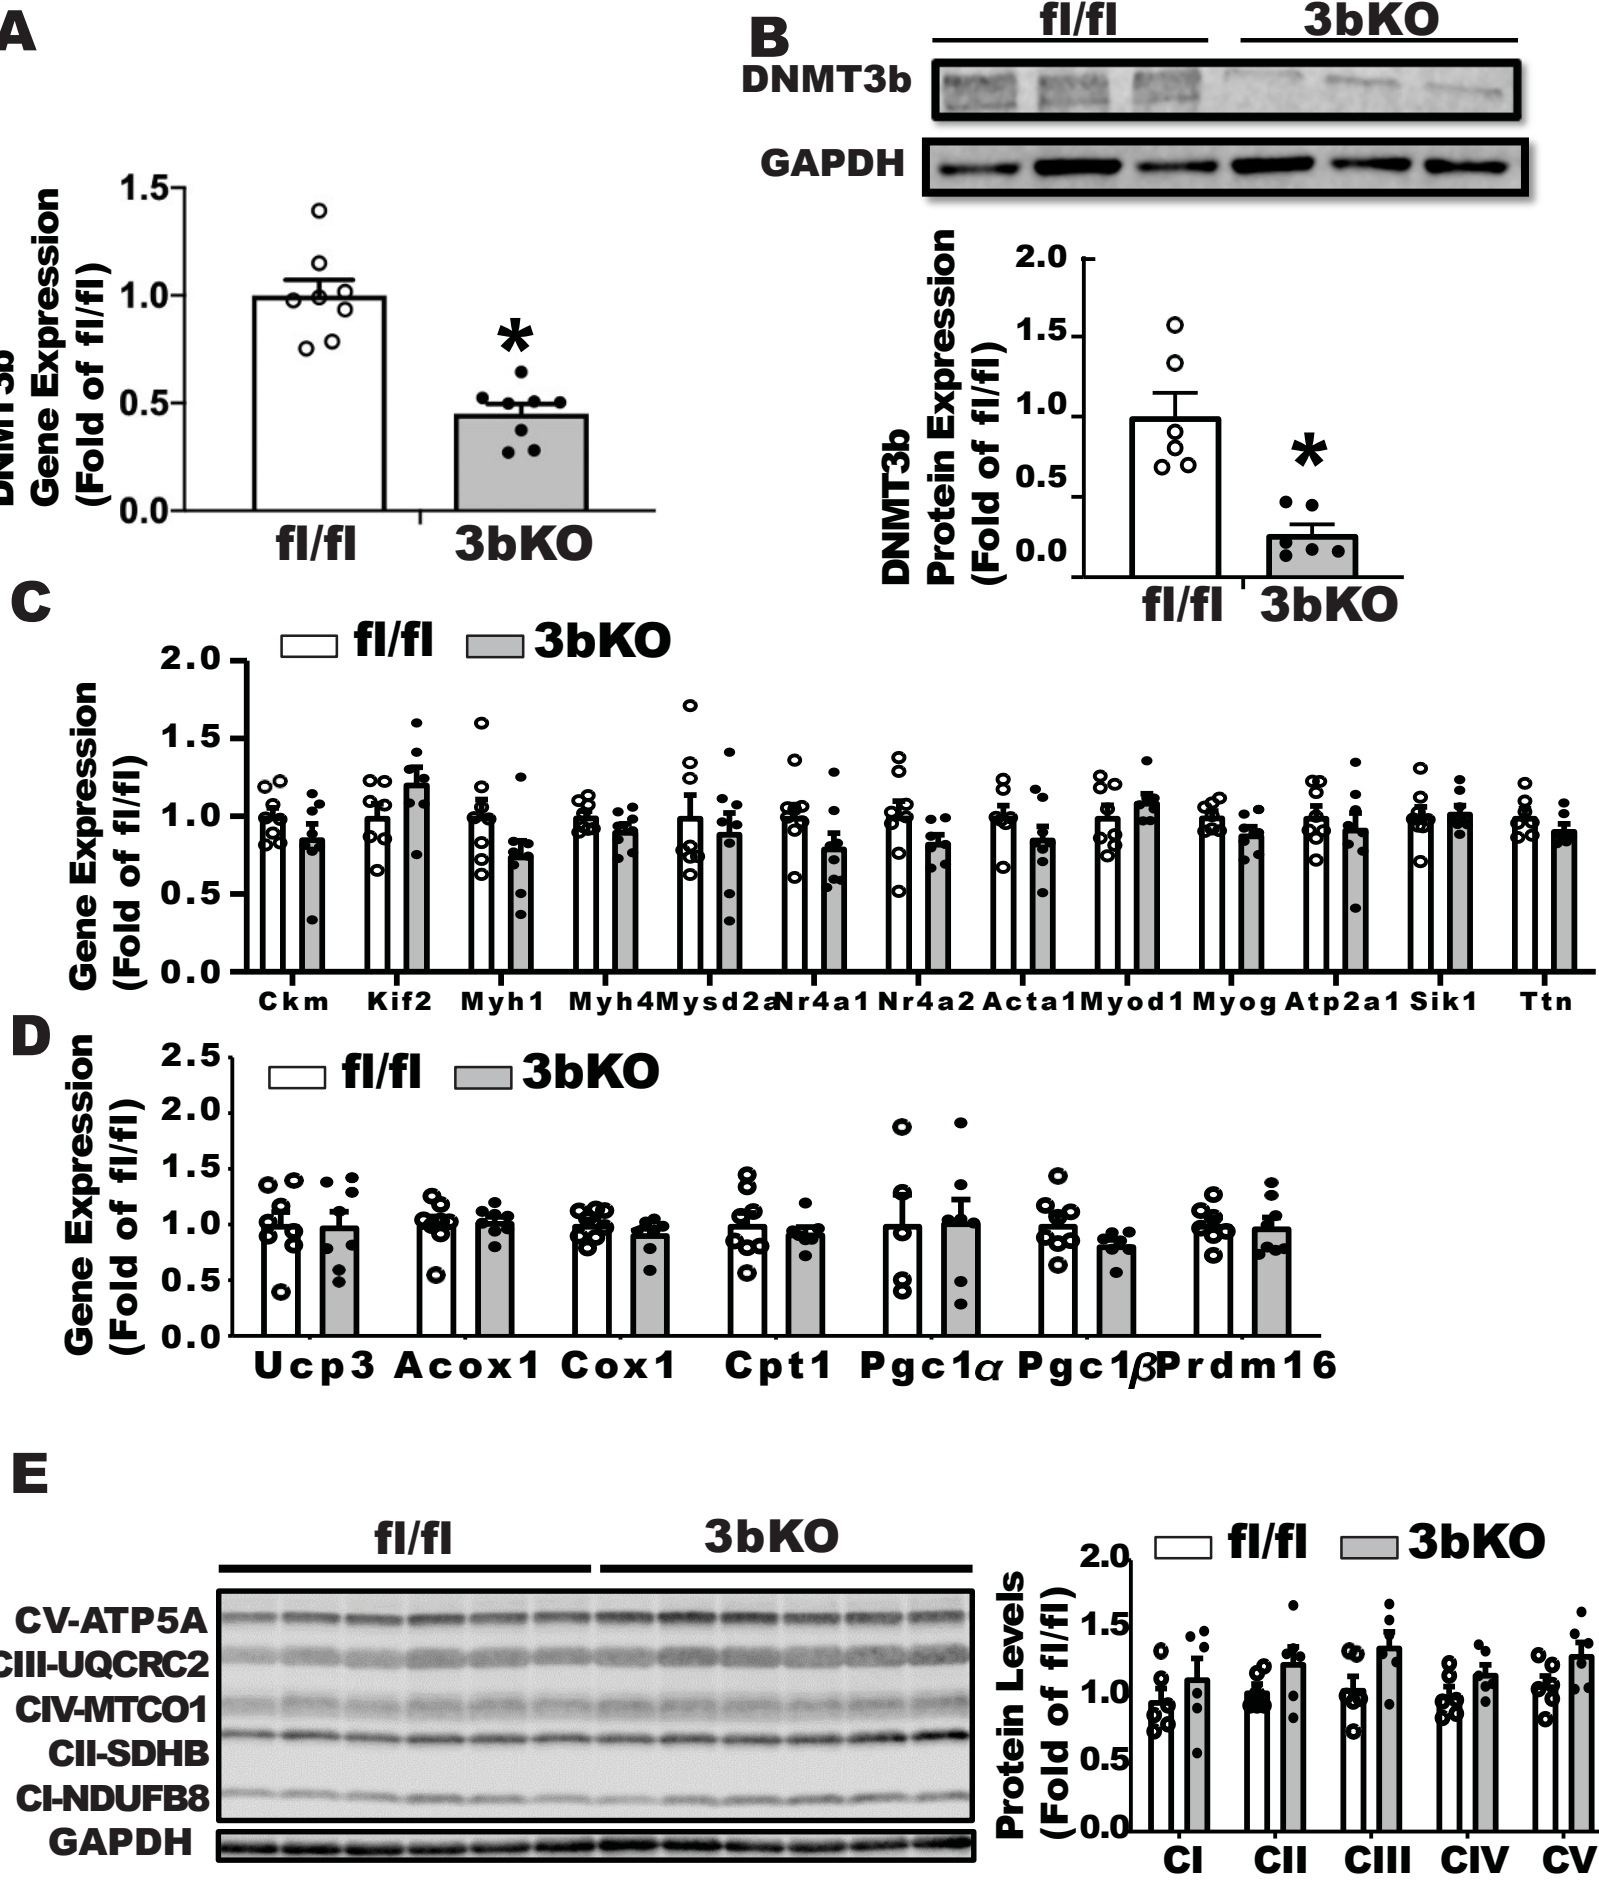 A
1.5
1.0
0.5
0.0
DNMT3b
Gene Expression
(Fold of fl/fl)
*
fl/fl 3bKO
B
fl/fl 3bKO
DNMT3b
GAPDH
DNMT3b
Protein Expression
(Fold of fl/fl)
2.0
1.5
1.0
0.5
0.0
*
fl/fl 3bKO
C
fl/fl 3bKO
Gene Expression
(Fold of fl/fl)
2.0
1.5
1.0
0.5
0.0
Ckm Kif2 Myh1 Myh4 Mysd2a Nr4a1 Nr4a2 Acta1 Myod1 Myog Atp2a1 Sik1 Ttn
D
fl/fl 3bKO
Gene Expression
(Fold of fl/fl)
2.5
2.0
1.5
1.0
0.5
0.0
Ucp3 Acox1 Cox1 Cpt1 Pgc1α Pgc1β Prdm16
E
fl/fl 3bKO
CV-ATP5A
CIII-UQCRC2
CIV-MTCO1
CII-SDHB
CI-NDUFB8
GAPDH
fl/fl 3bKO
Protein Levels
(Fold of fl/fl)
2.0
1.5
1.0
0.5
0.0
CI CII CIII CIV CV